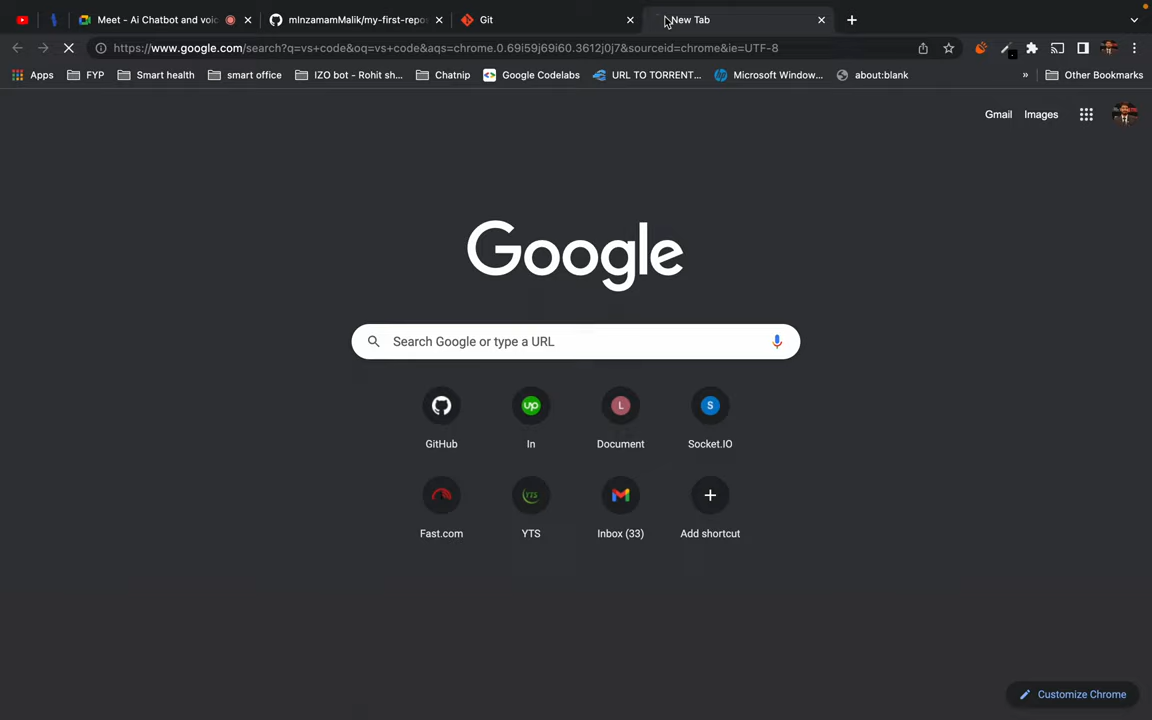 Meet - Ai Chatbot and voic
mInzamamMalik/my-first-repos
Git
New Tab
https://www.google.com/search?q=vs+code&oq=vs+code&aqs=chrome.0.69i59j69i60.3612j0j7&sourceid=chrome&ie=UTF-8
Apps
FYP
Smart health
smart office
IZO bot - Rohit sh...
Chatnip
Google Codelabs
URL TO TORRENT...
Microsoft Window...
about:blank
»
Other Bookmarks
Gmail
Images
Google
Search Google or type a URL
GitHub
up
In
L
Document
S
Socket.IO
Fast.com
YTS
YTS
Inbox (33)
Add shortcut
Customize Chrome